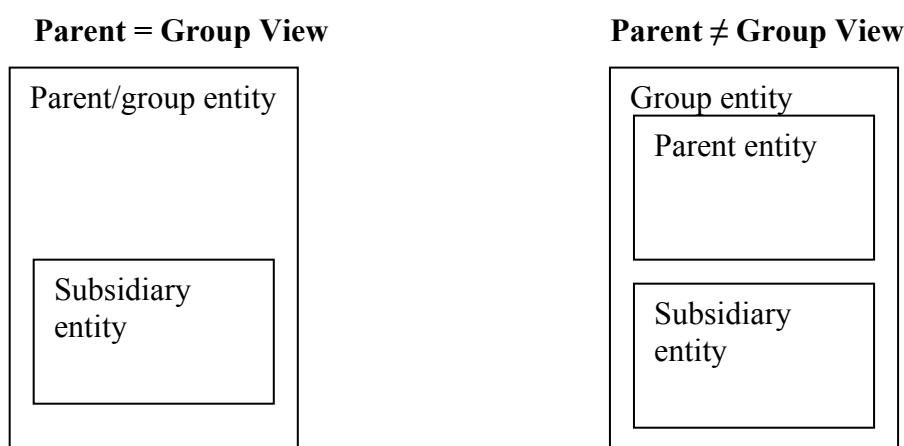 Parent = Group View
Parent/group entity
Subsidiary
entity
Parent ≠ Group View
Group entity
Parent entity
Subsidiary
entity